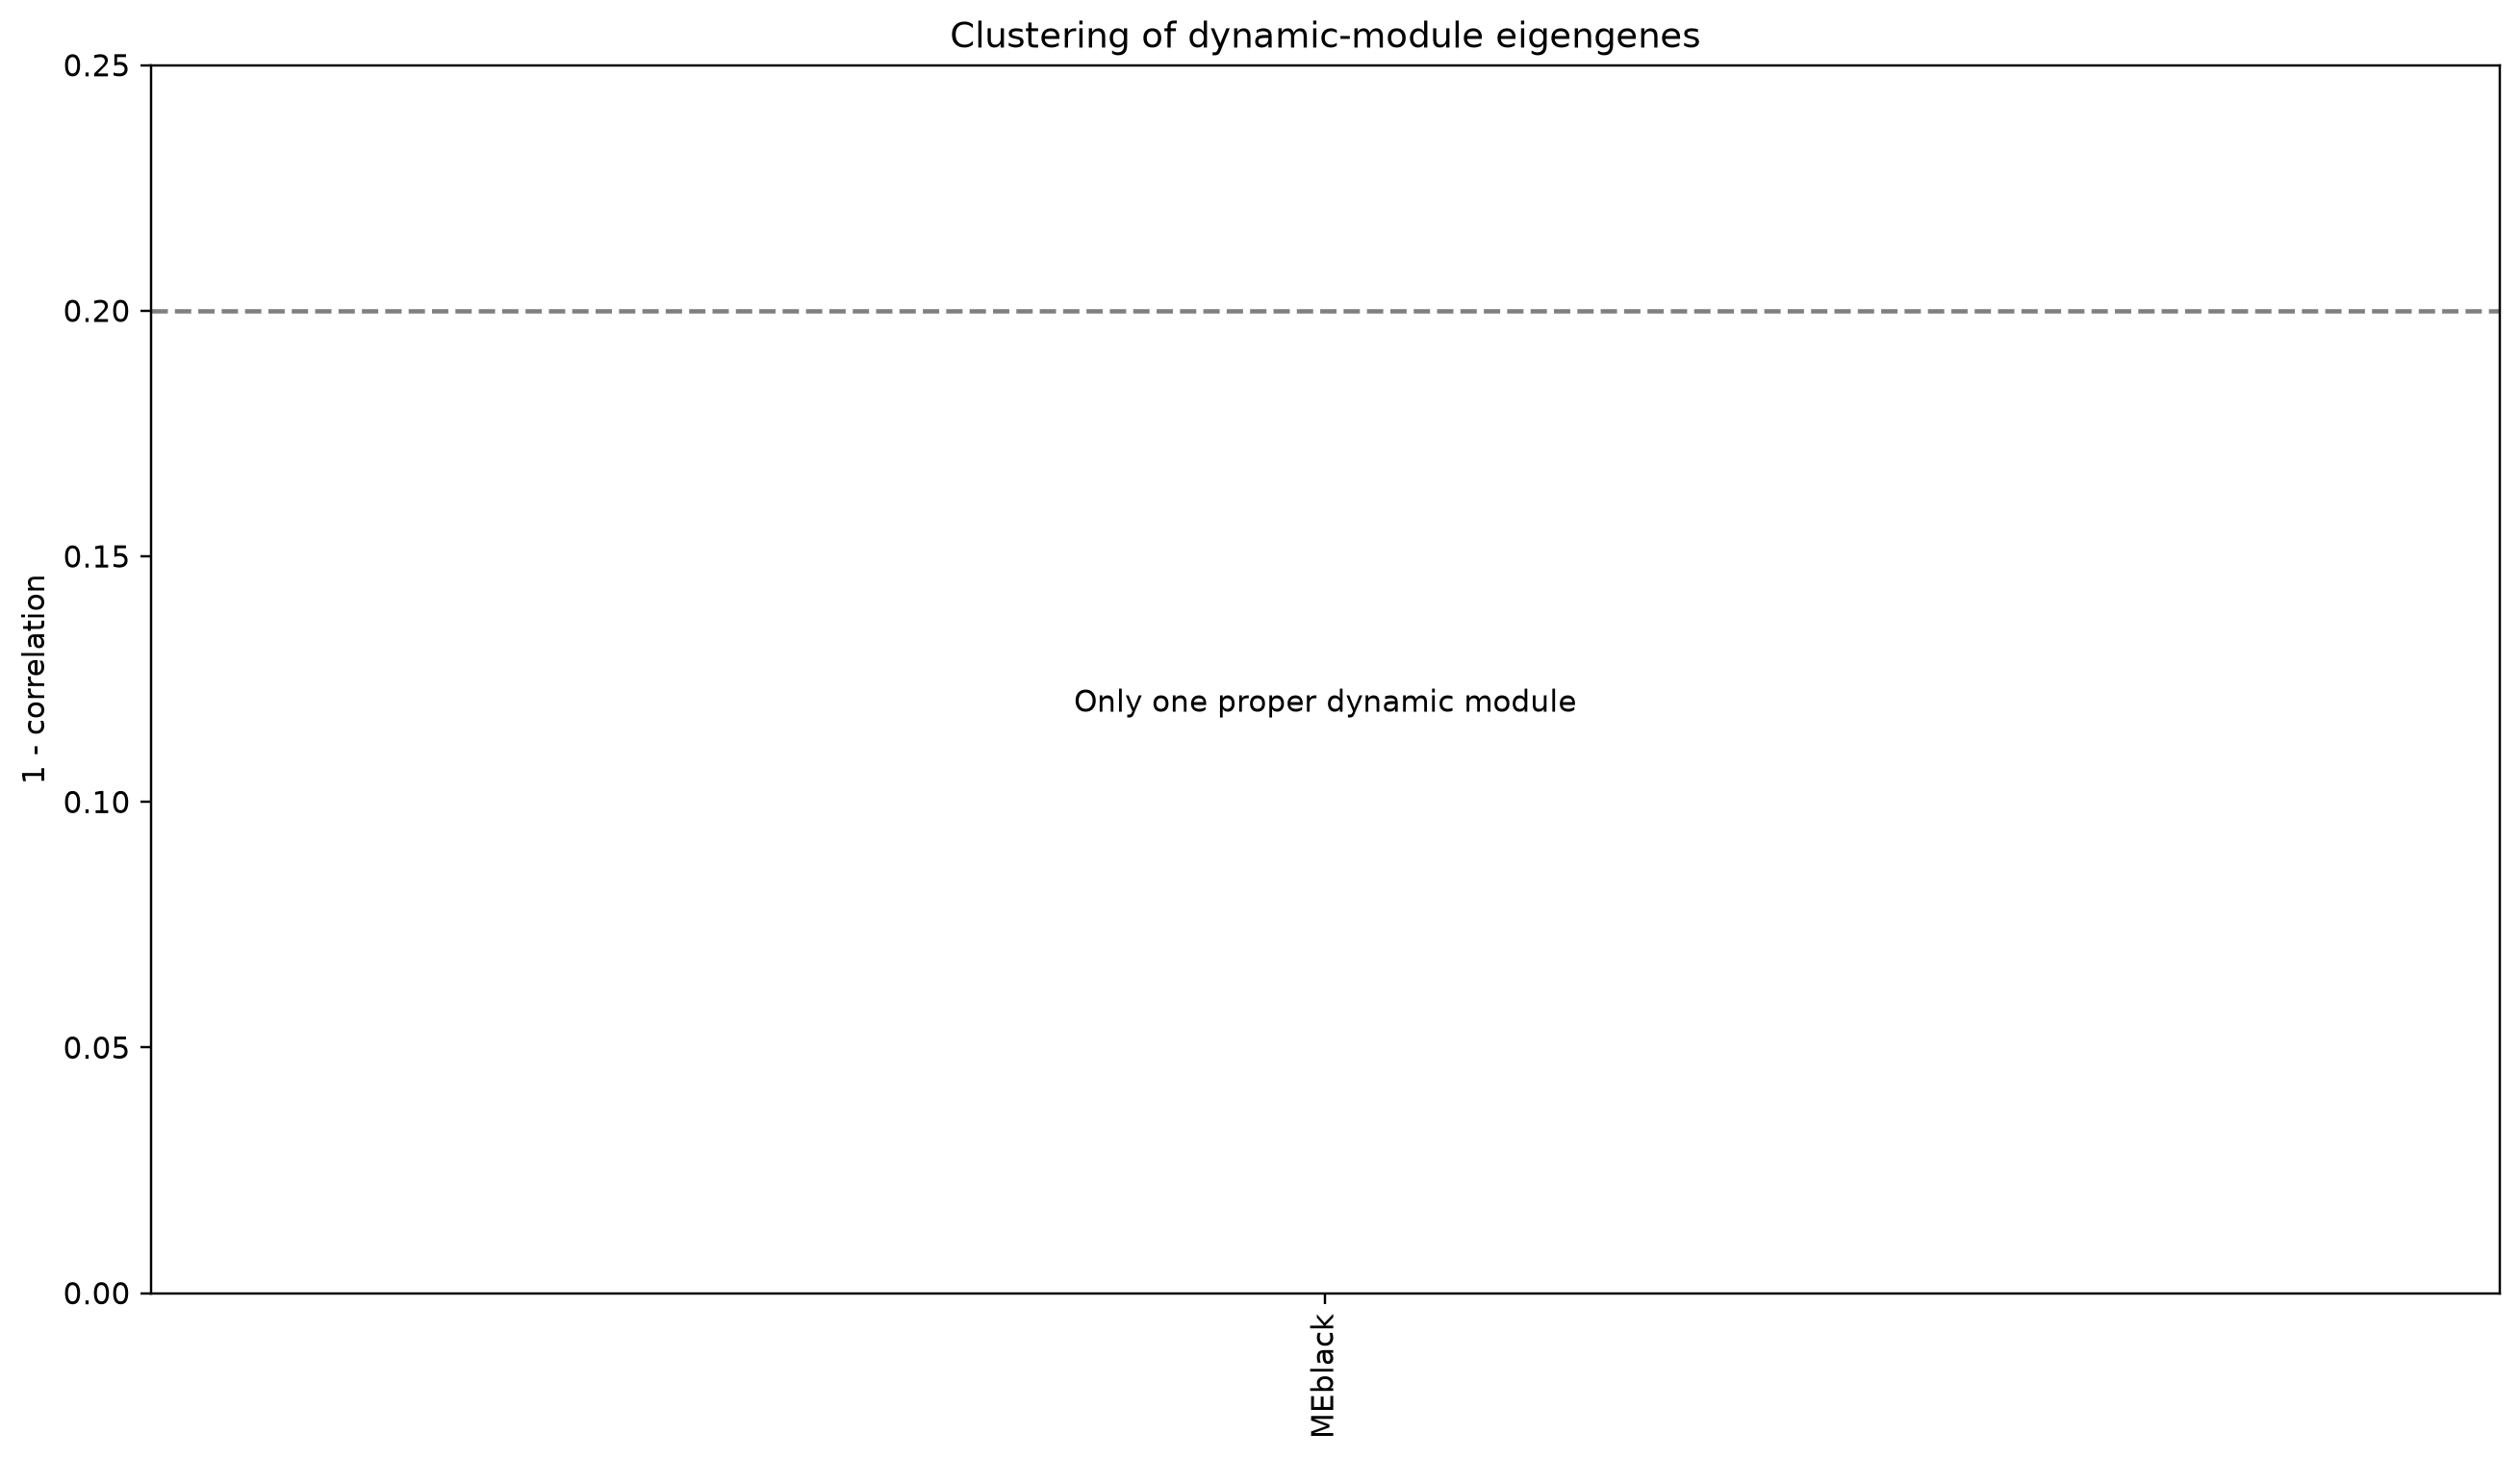 Clustering of dynamic-module eigengenes
0.25
0.20
0.15
0.10
0.05
0.00
1 - correlation
Only one proper dynamic module
MEblack